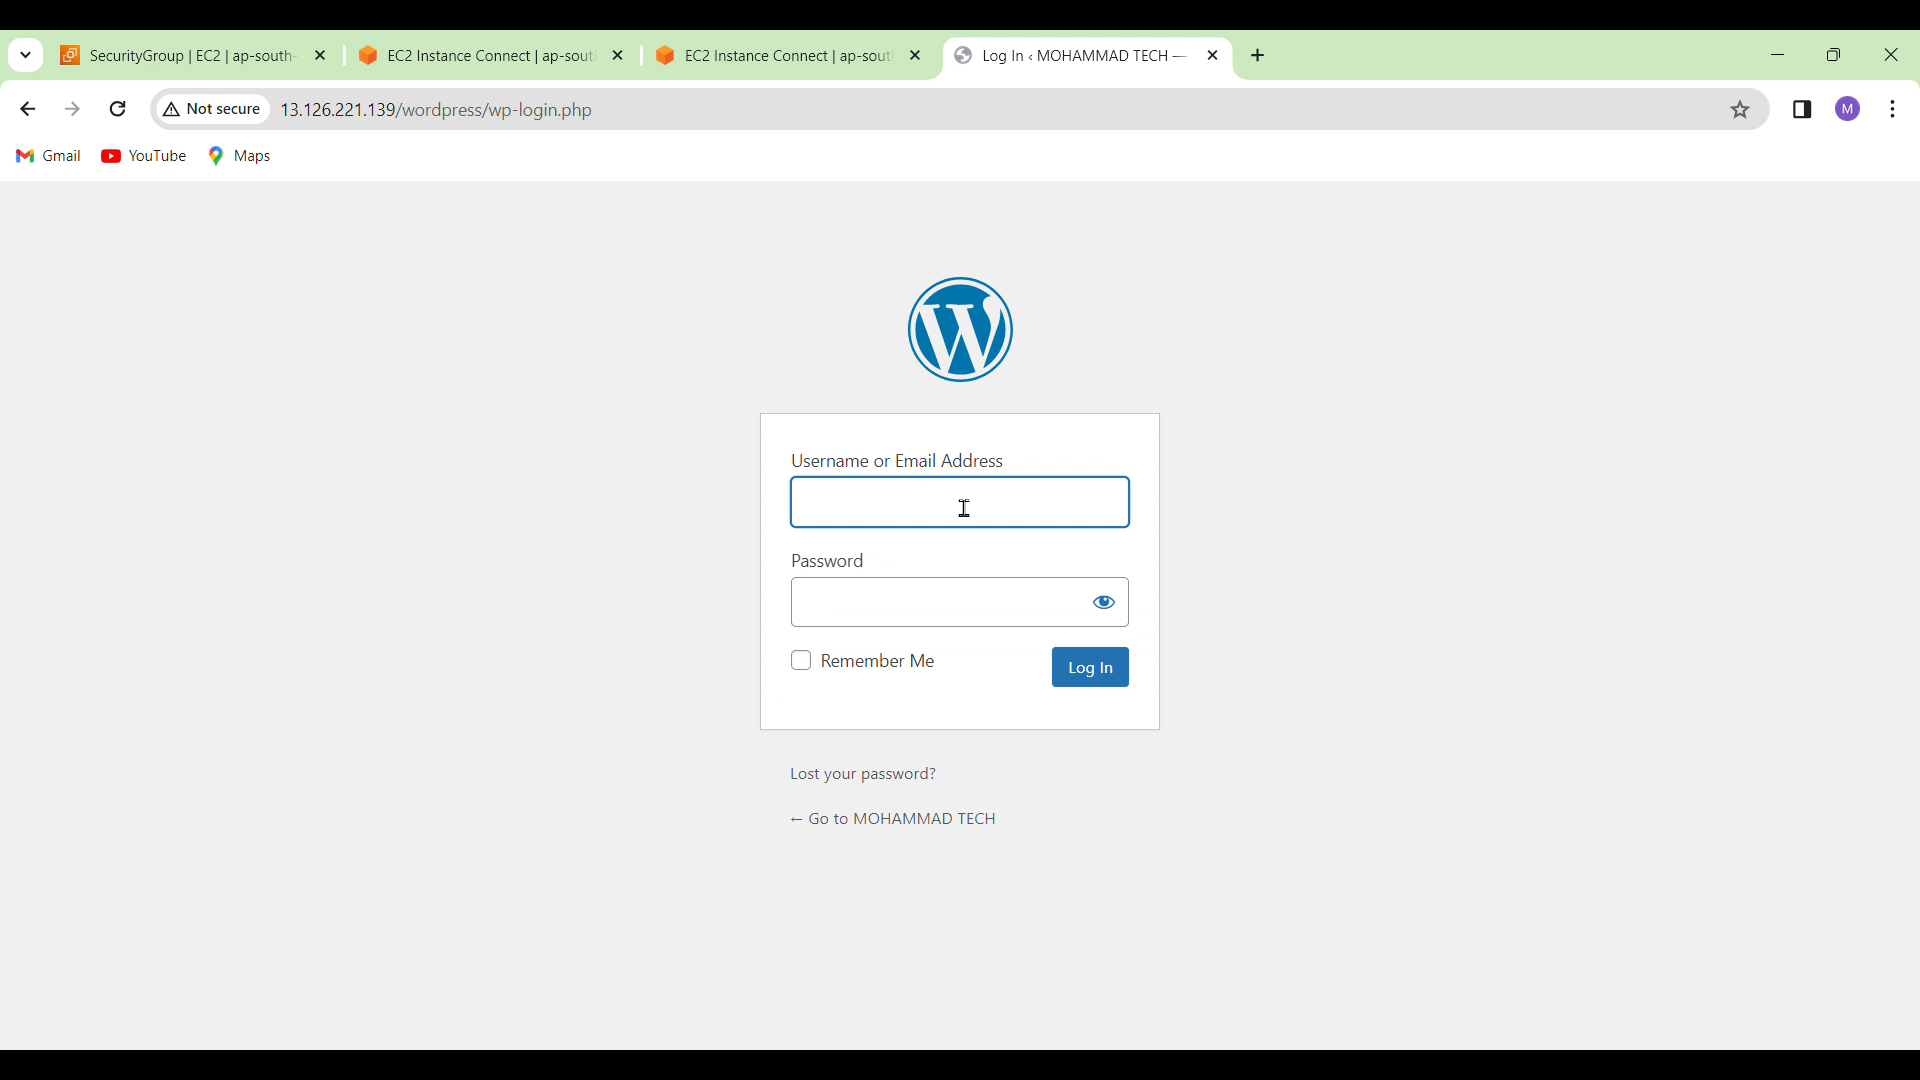 SecurityGroup | EC2 | ap-south-
EC2 Instance Connect | ap-sout
EC2 Instance Connect | ap-sout
Log In ‹ MOHAMMAD TECH —
Not secure
13.126.221.139/wordpress/wp-login.php
M
Gmail
YouTube
Maps
Username or Email Address
Password
Remember Me
Log In
Lost your password?
← Go to MOHAMMAD TECH